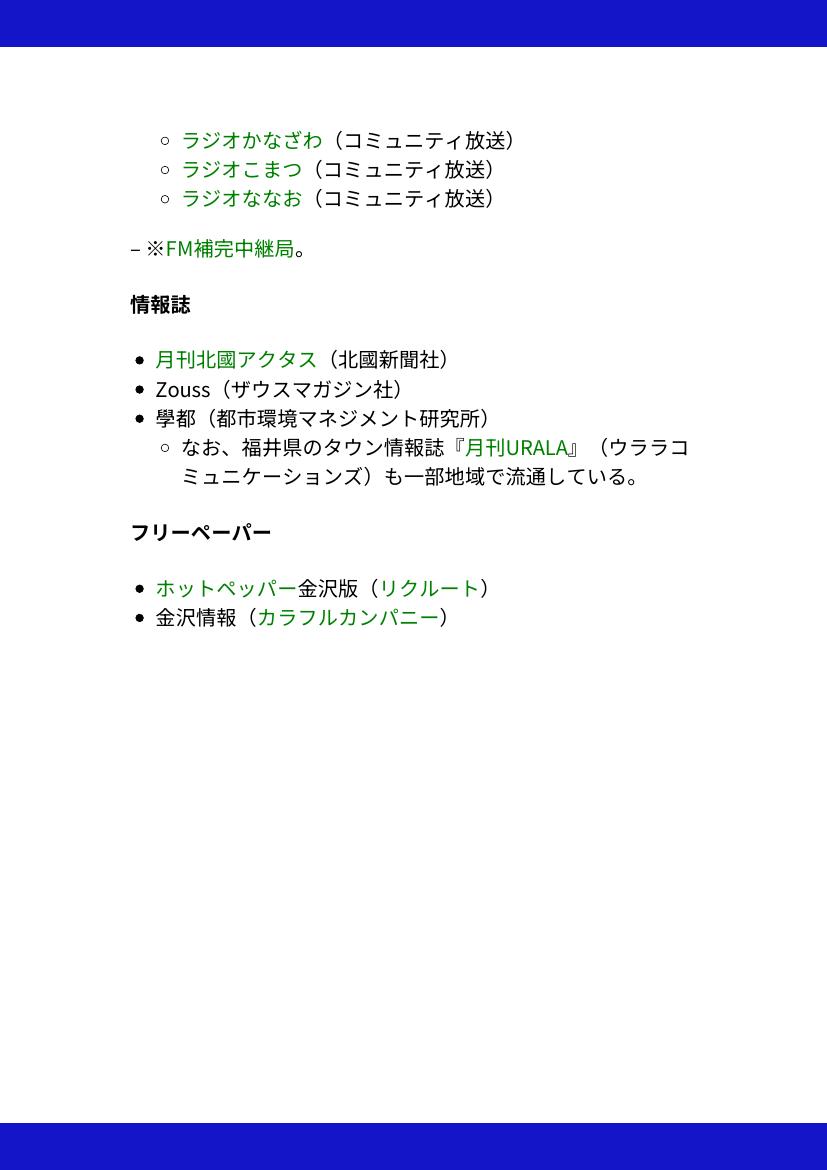 ラジオかなざわ（コミュニティ放送）
ラジオこまつ（コミュニティ放送）
ラジオななお（コミュニティ放送）
– ※FM補完中継局。
情報誌
月刊北國アクタス（北國新聞社）
Zouss（ザウスマガジン社）
學都（都市環境マネジメント研究所）
なお、福井県のタウン情報誌『月刊URALA』（ウララコ
ミュニケーションズ）も一部地域で流通している。
フリーペーパー
ホットペッパー金沢版（リクルート）
金沢情報（カラフルカンパニー）